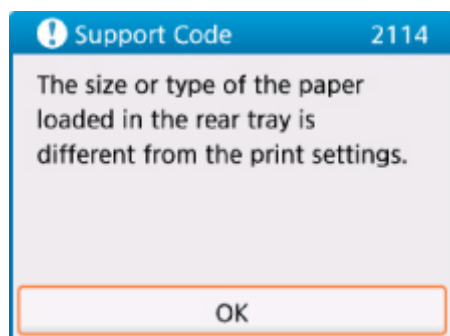 Support Code 2114
The size or type of the paper
loaded in the rear tray is
different from the print settings.
OK